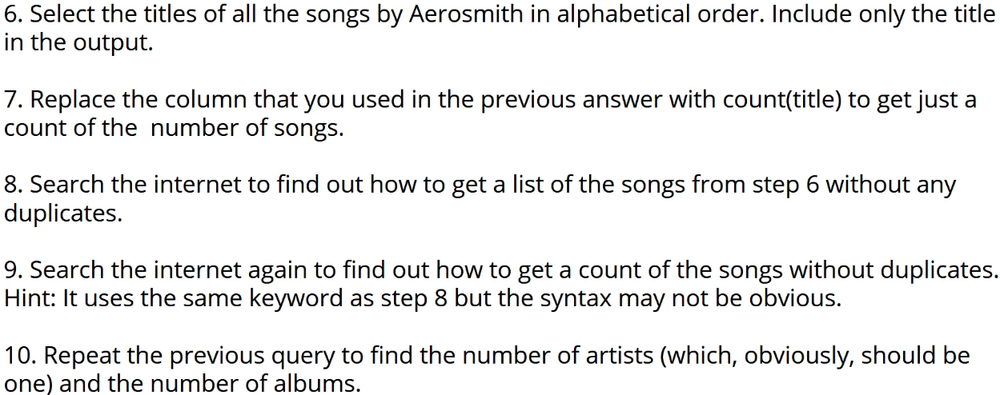 6. Select the titles of all the songs by Aerosmith in alphabetical order. Include only the title
in the output.
7. Replace the column that you used in the previous answer with count(title) to get just a
count of the  number of songs.
8. Search the internet to find out how to get a list of the songs from step 6 without any
duplicates.
9. Search the internet again to find out how to get a count of the songs without duplicates.
Hint: It uses the same keyword as step 8 but the syntax may not be obvious.
10. Repeat the previous query to find the number of artists (which, obviously, should be
one) and the number of albums.